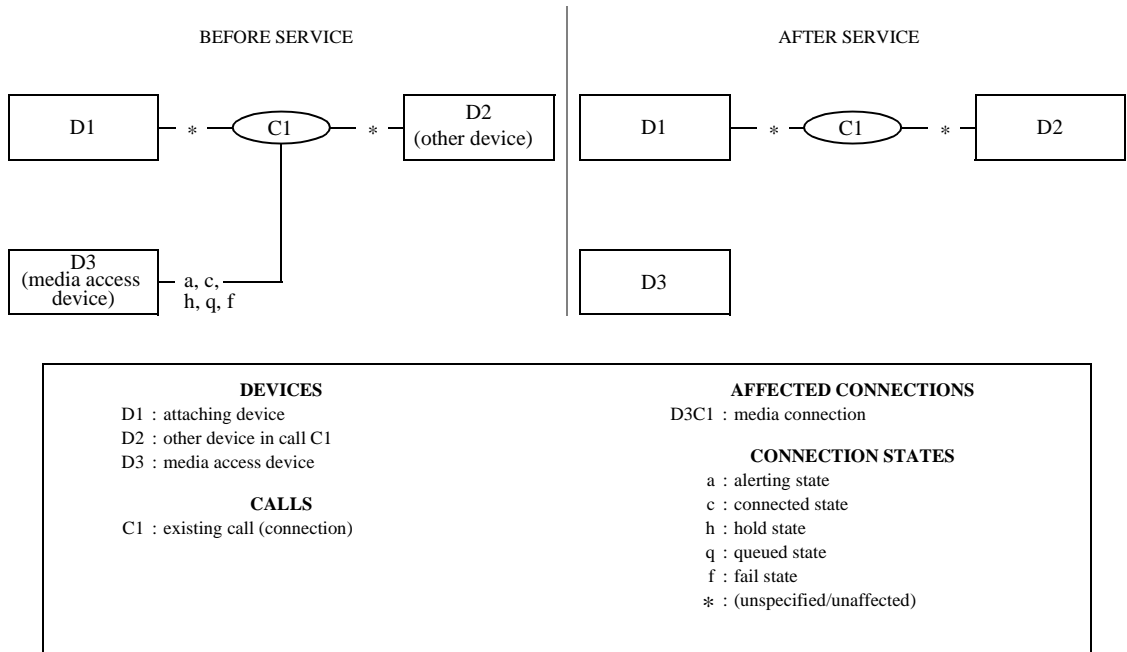 BEFORE SERVICE
AFTER SERVICE
D1
*
C1
*
D2
(other device)
D3
(media access
device)
a, c,
h, q, f
D1
*
C1
*
D2
D3
DEVICES
D1 : attaching device
D2 : other device in call C1
D3 : media access device
CALLS
C1 : existing call (connection)
AFFECTED CONNECTIONS
D3C1 : media connection
CONNECTION STATES
a : alerting state
c : connected state
h : hold state
q : queued state
f : fail state
* : (unspecified/unaffected)